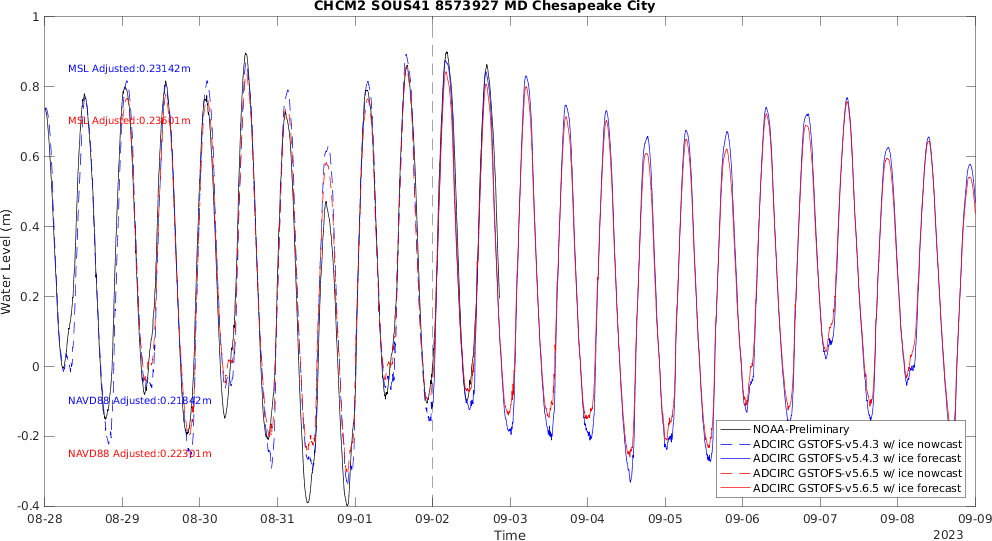 CHCM2 SOUS41 8573927 MD Chesapeake City
1
0.8
0.6
0.4
0.2
0
-0.2
-0.4
Water Level (m)
MSL Adjusted:0.23142m
MSL Adjusted:0.23601m
NAVD88 Adjusted:0.21842m
NAVD88 Adjusted:0.22301m
NOAA-Preliminary
ADCIRC GSTOFS-v5.4.3 w/ ice nowcast
ADCIRC GSTOFS-v5.4.3 w/ ice forecast
ADCIRC GSTOFS-v5.6.5 w/ ice nowcast
ADCIRC GSTOFS-v5.6.5 w/ ice forecast
08-28 08-29 08-30 08-31 09-01 09-02 09-03 09-04 09-05 09-06 09-07 09-08 09-09
Time
2023